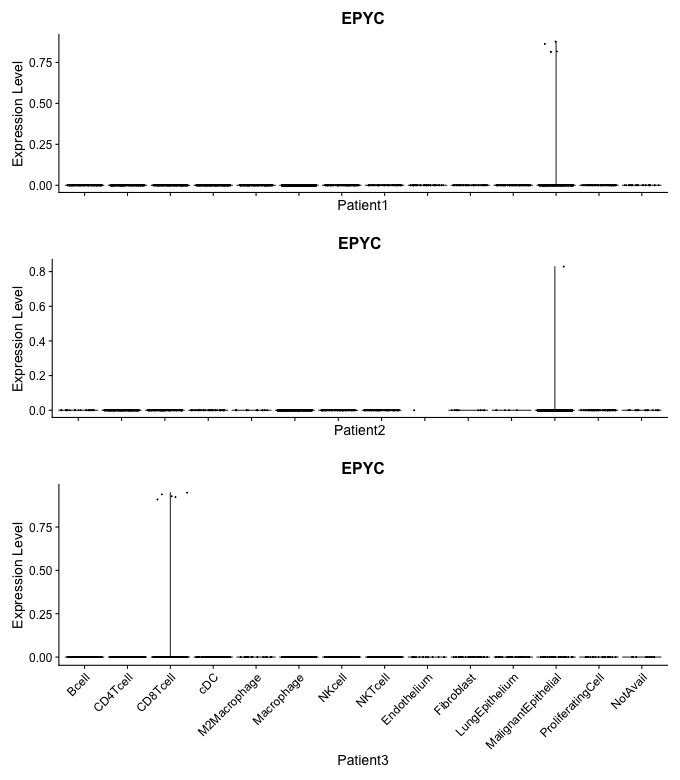 EPYC
Expression Level
0.75
0.50
0.25
0.00
Patient1
EPYC
Expression Level
0.8
0.6
0.4
0.2
0.0
Patient2
EPYC
Expression Level
0.75
0.50
0.25
0.00
Bcell
CD4Tcell
CD8Tcell
cDC
M2Macrophage
Macrophage
NKcell
NKTcell
Endothelium
Fibroblast
LungEpithelium
MalignantEpithelial
ProliferatingCell
NotAvail
Patient3